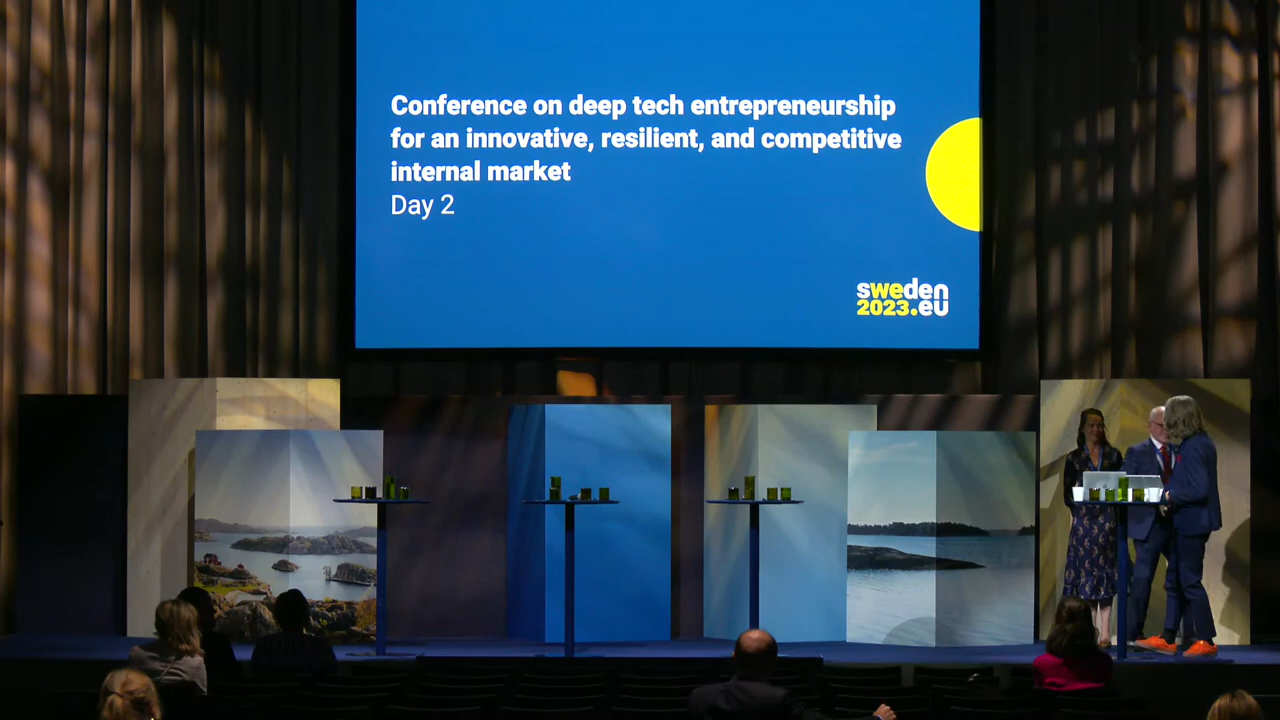 Conference on deep tech entrepreneurship
for an innovative, resilient, and competitive
internal market
Day 2
sweden
2023.eu